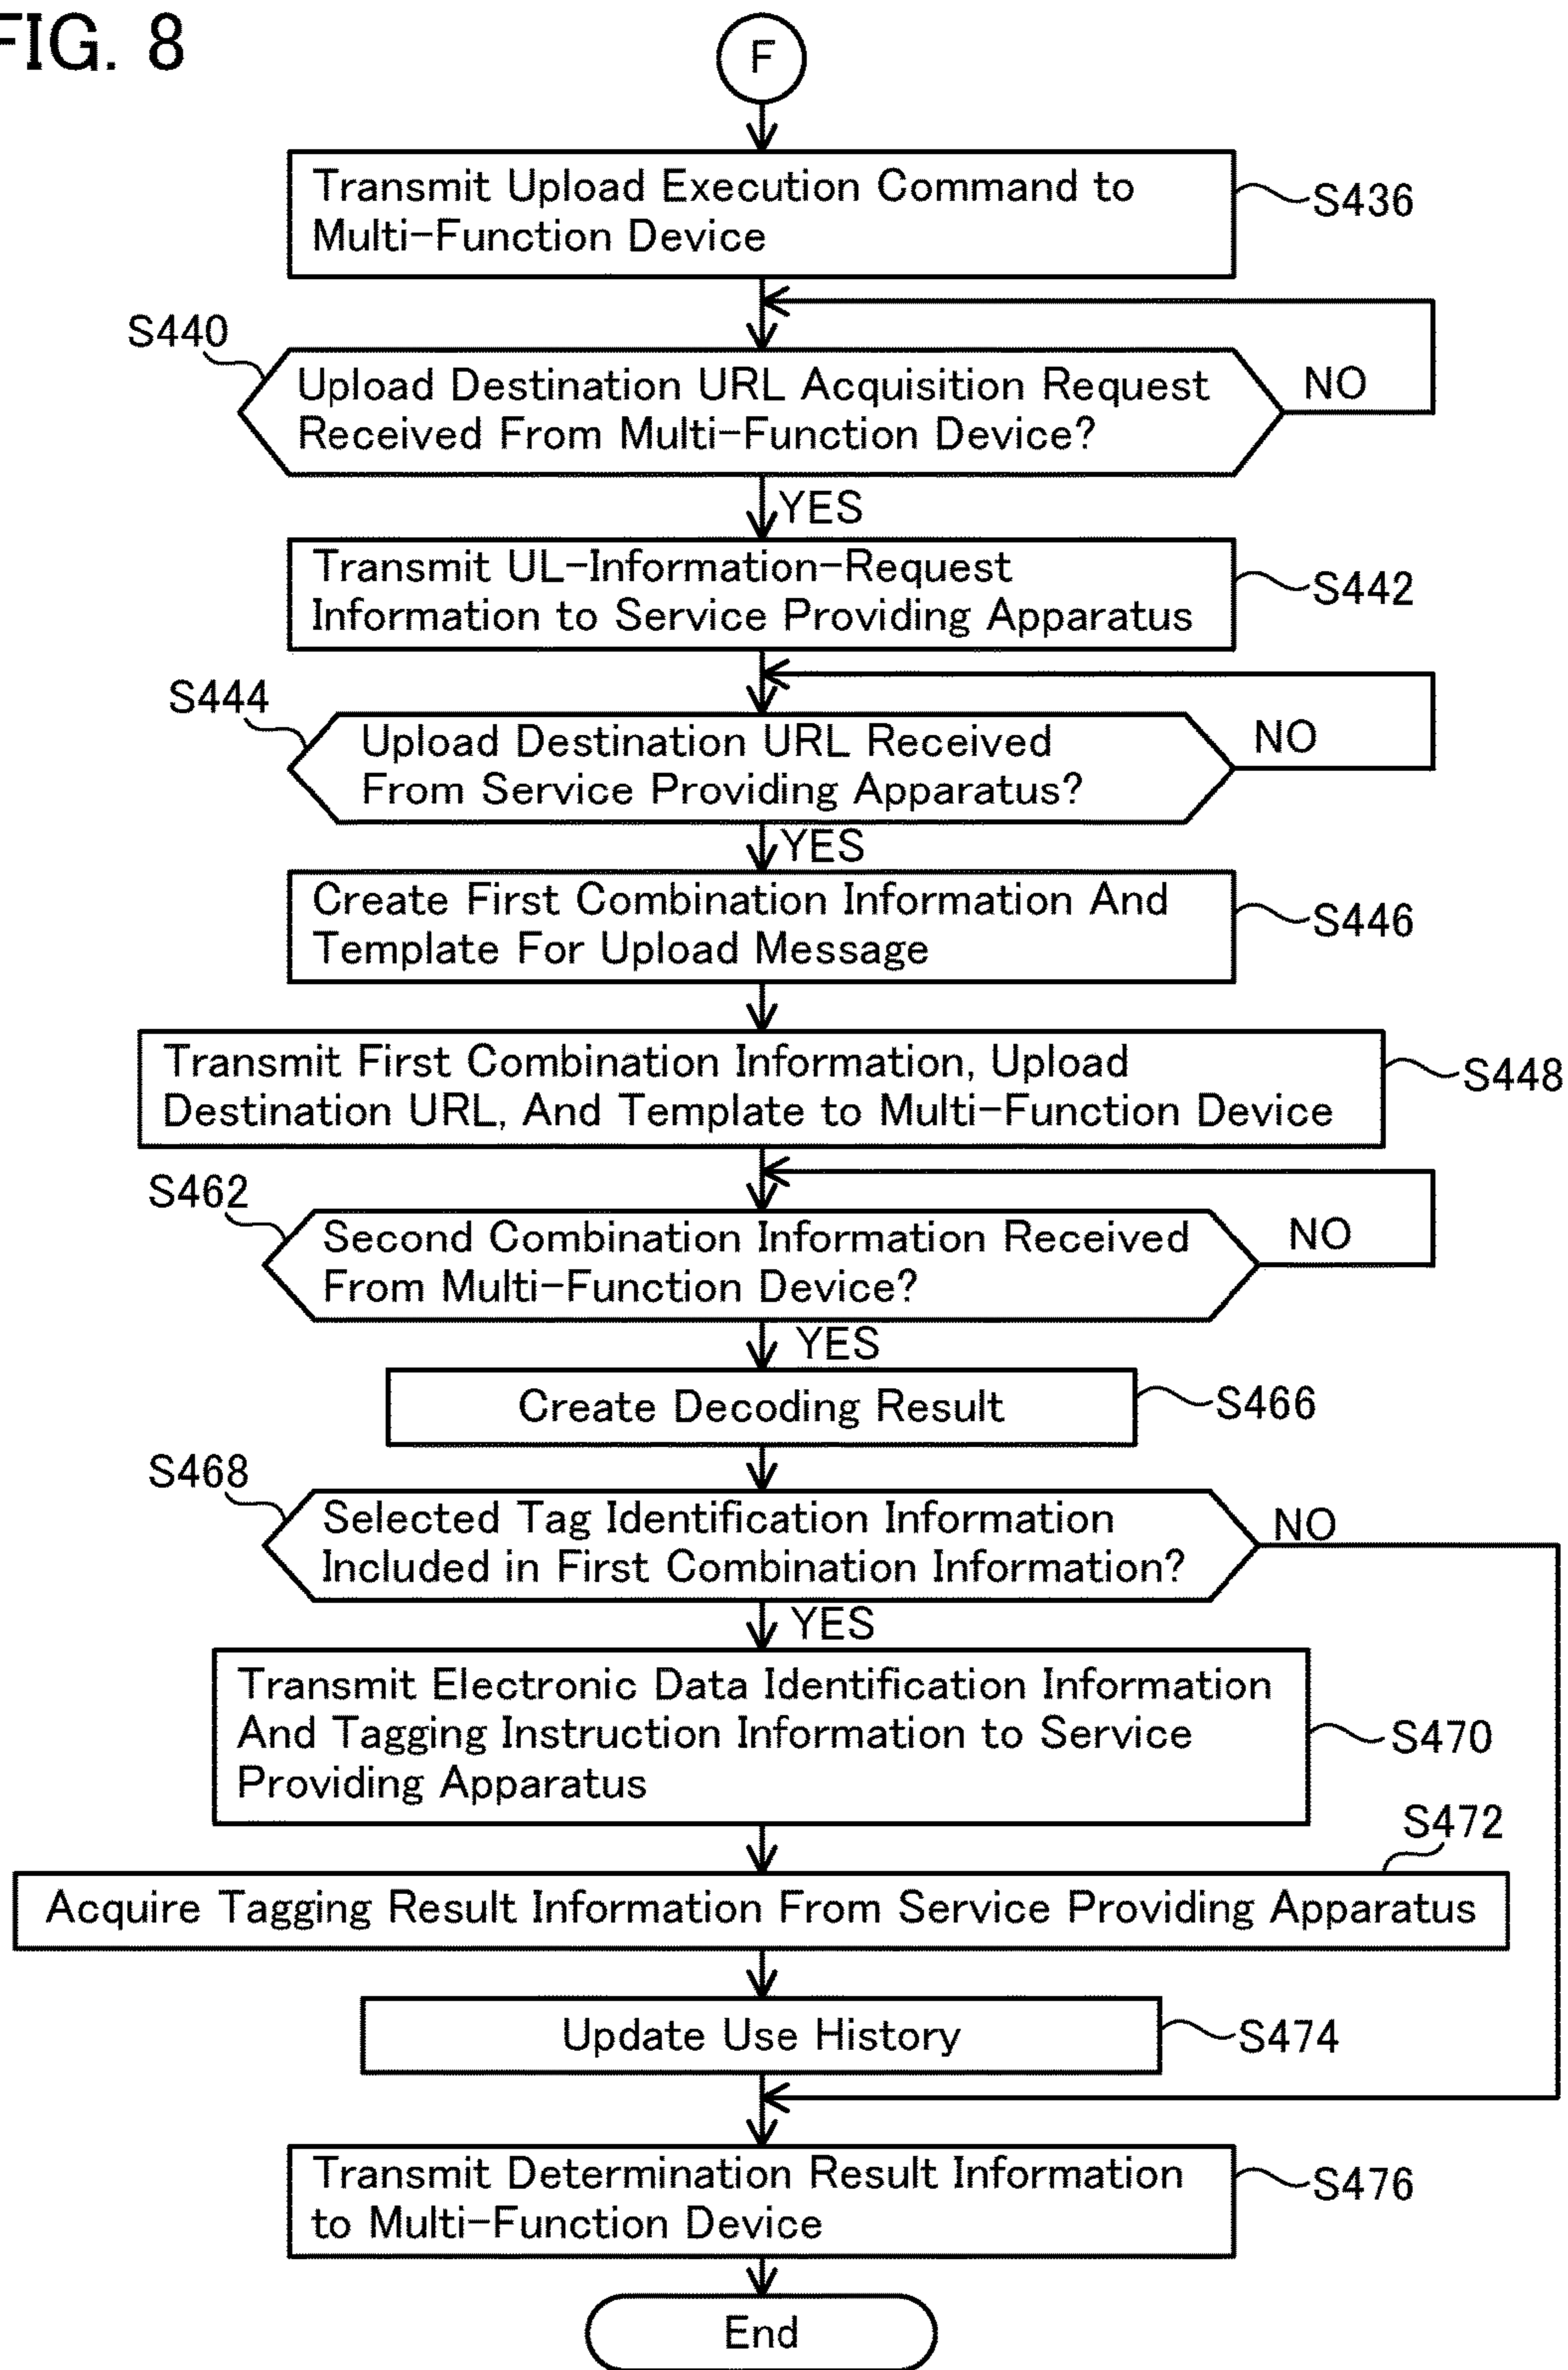 FIG. 8
F
Transmit Upload Execution Command to
Multi-Function Device
S436
S440
Upload Destination URL Acquisition Request
Received From Multi-Function Device?
NO
YES
Transmit UL-Information-Request
Information to Service Providing Apparatus
S442
S444
Upload Destination URL Received
From Service Providing Apparatus?
NO
YES
Create First Combination Information And
Template For Upload Message
S446
Transmit First Combination Information, Upload
Destination URL, And Template to Multi-Function Device
S448
S462
Second Combination Information Received
From Multi-Function Device?
NO
YES
Create Decoding Result
S466
S468
Selected Tag Identification Information
Included in First Combination Information?
NO
YES
Transmit Electronic Data Identification Information
And Tagging Instruction Information to Service
Providing Apparatus
S470
S472
Acquire Tagging Result Information From Service Providing Apparatus
Update Use History
S474
Transmit Determination Result Information
to Multi-Function Device
S476
End